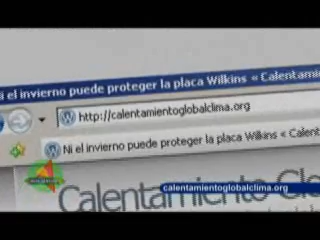 Ni el invierno puede proteger la placa Wilkins « Calentami
http://calentamientoglobalclima.org
Ni el invierno puede proteger la placa Wilkins « Calent
Calentamiento Gl
calentamientoglobalclima.org